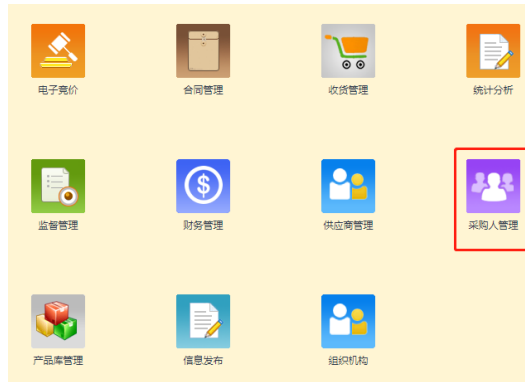 电子竞价
合同管理
收货管理
统计分析
监督管理
财务管理
供应商管理
采购人管理
产品库管理
信息发布
组织机构